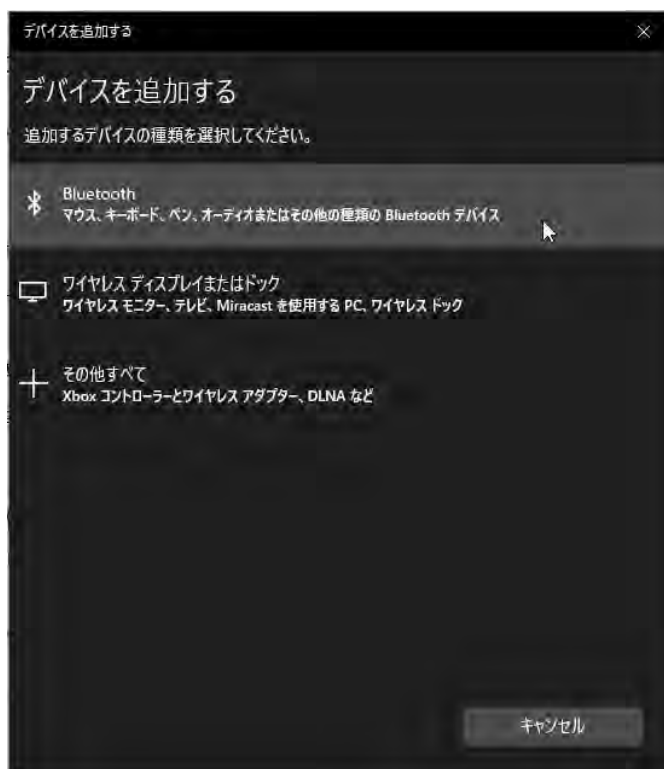 デバイスを追加する
デバイスを追加する
追加するデバイスの種類を選択してください。
Bluetooth
マウス、キーボード、ペン、オーディオまたはその他の種類の Bluetooth デバイス
ワイヤレス ディスプレイまたはドック
ワイヤレス モニター、テレビ、Miracast を使用する PC、ワイヤレス ドック
その他すべて
Xbox コントローラーとワイヤレス アダプター、DLNA など
キャンセル